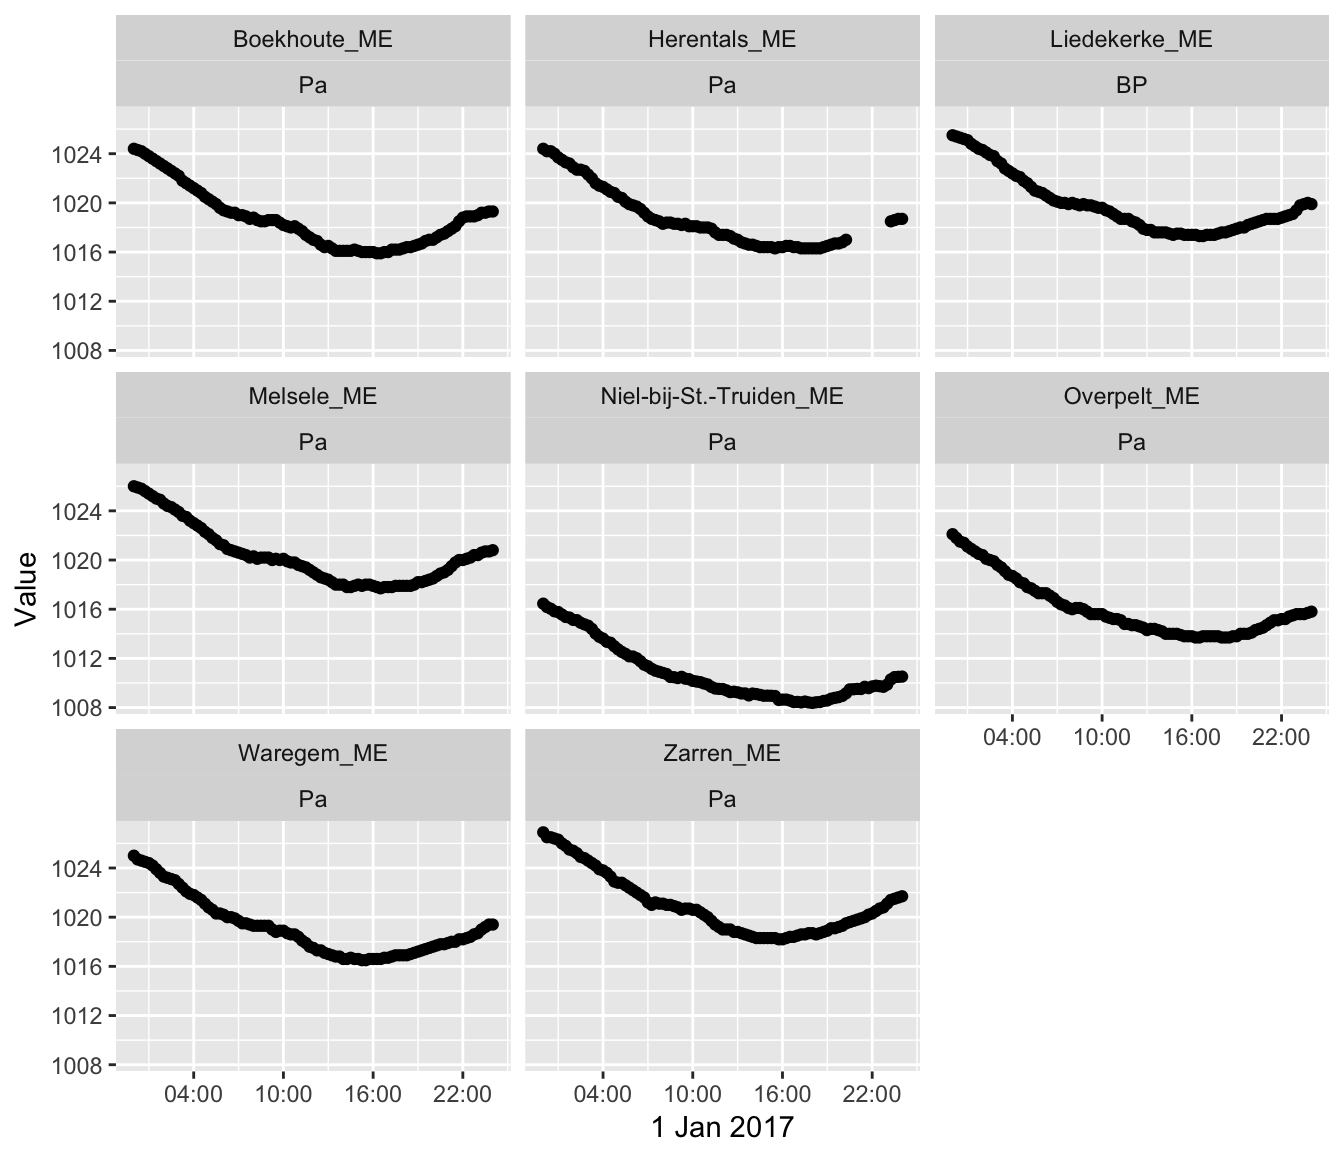 Boekhoute_ME
Pa
Herentals_ME
Pa
Liedekerke_ME
BP
1024
1020
1016
1012
1008
Melsele_ME
Pa
Niel-bij-St.-Truiden_ME
Pa
Overpelt_ME
Pa
Value
1024
1020
1016
1012
1008
04:00 10:00 16:00 22:00
Waregem_ME
Pa
Zarren_ME
Pa
1024
1020
1016
1012
1008
04:00 10:00 16:00 22:00
04:00 10:00 16:00 22:00
1 Jan 2017